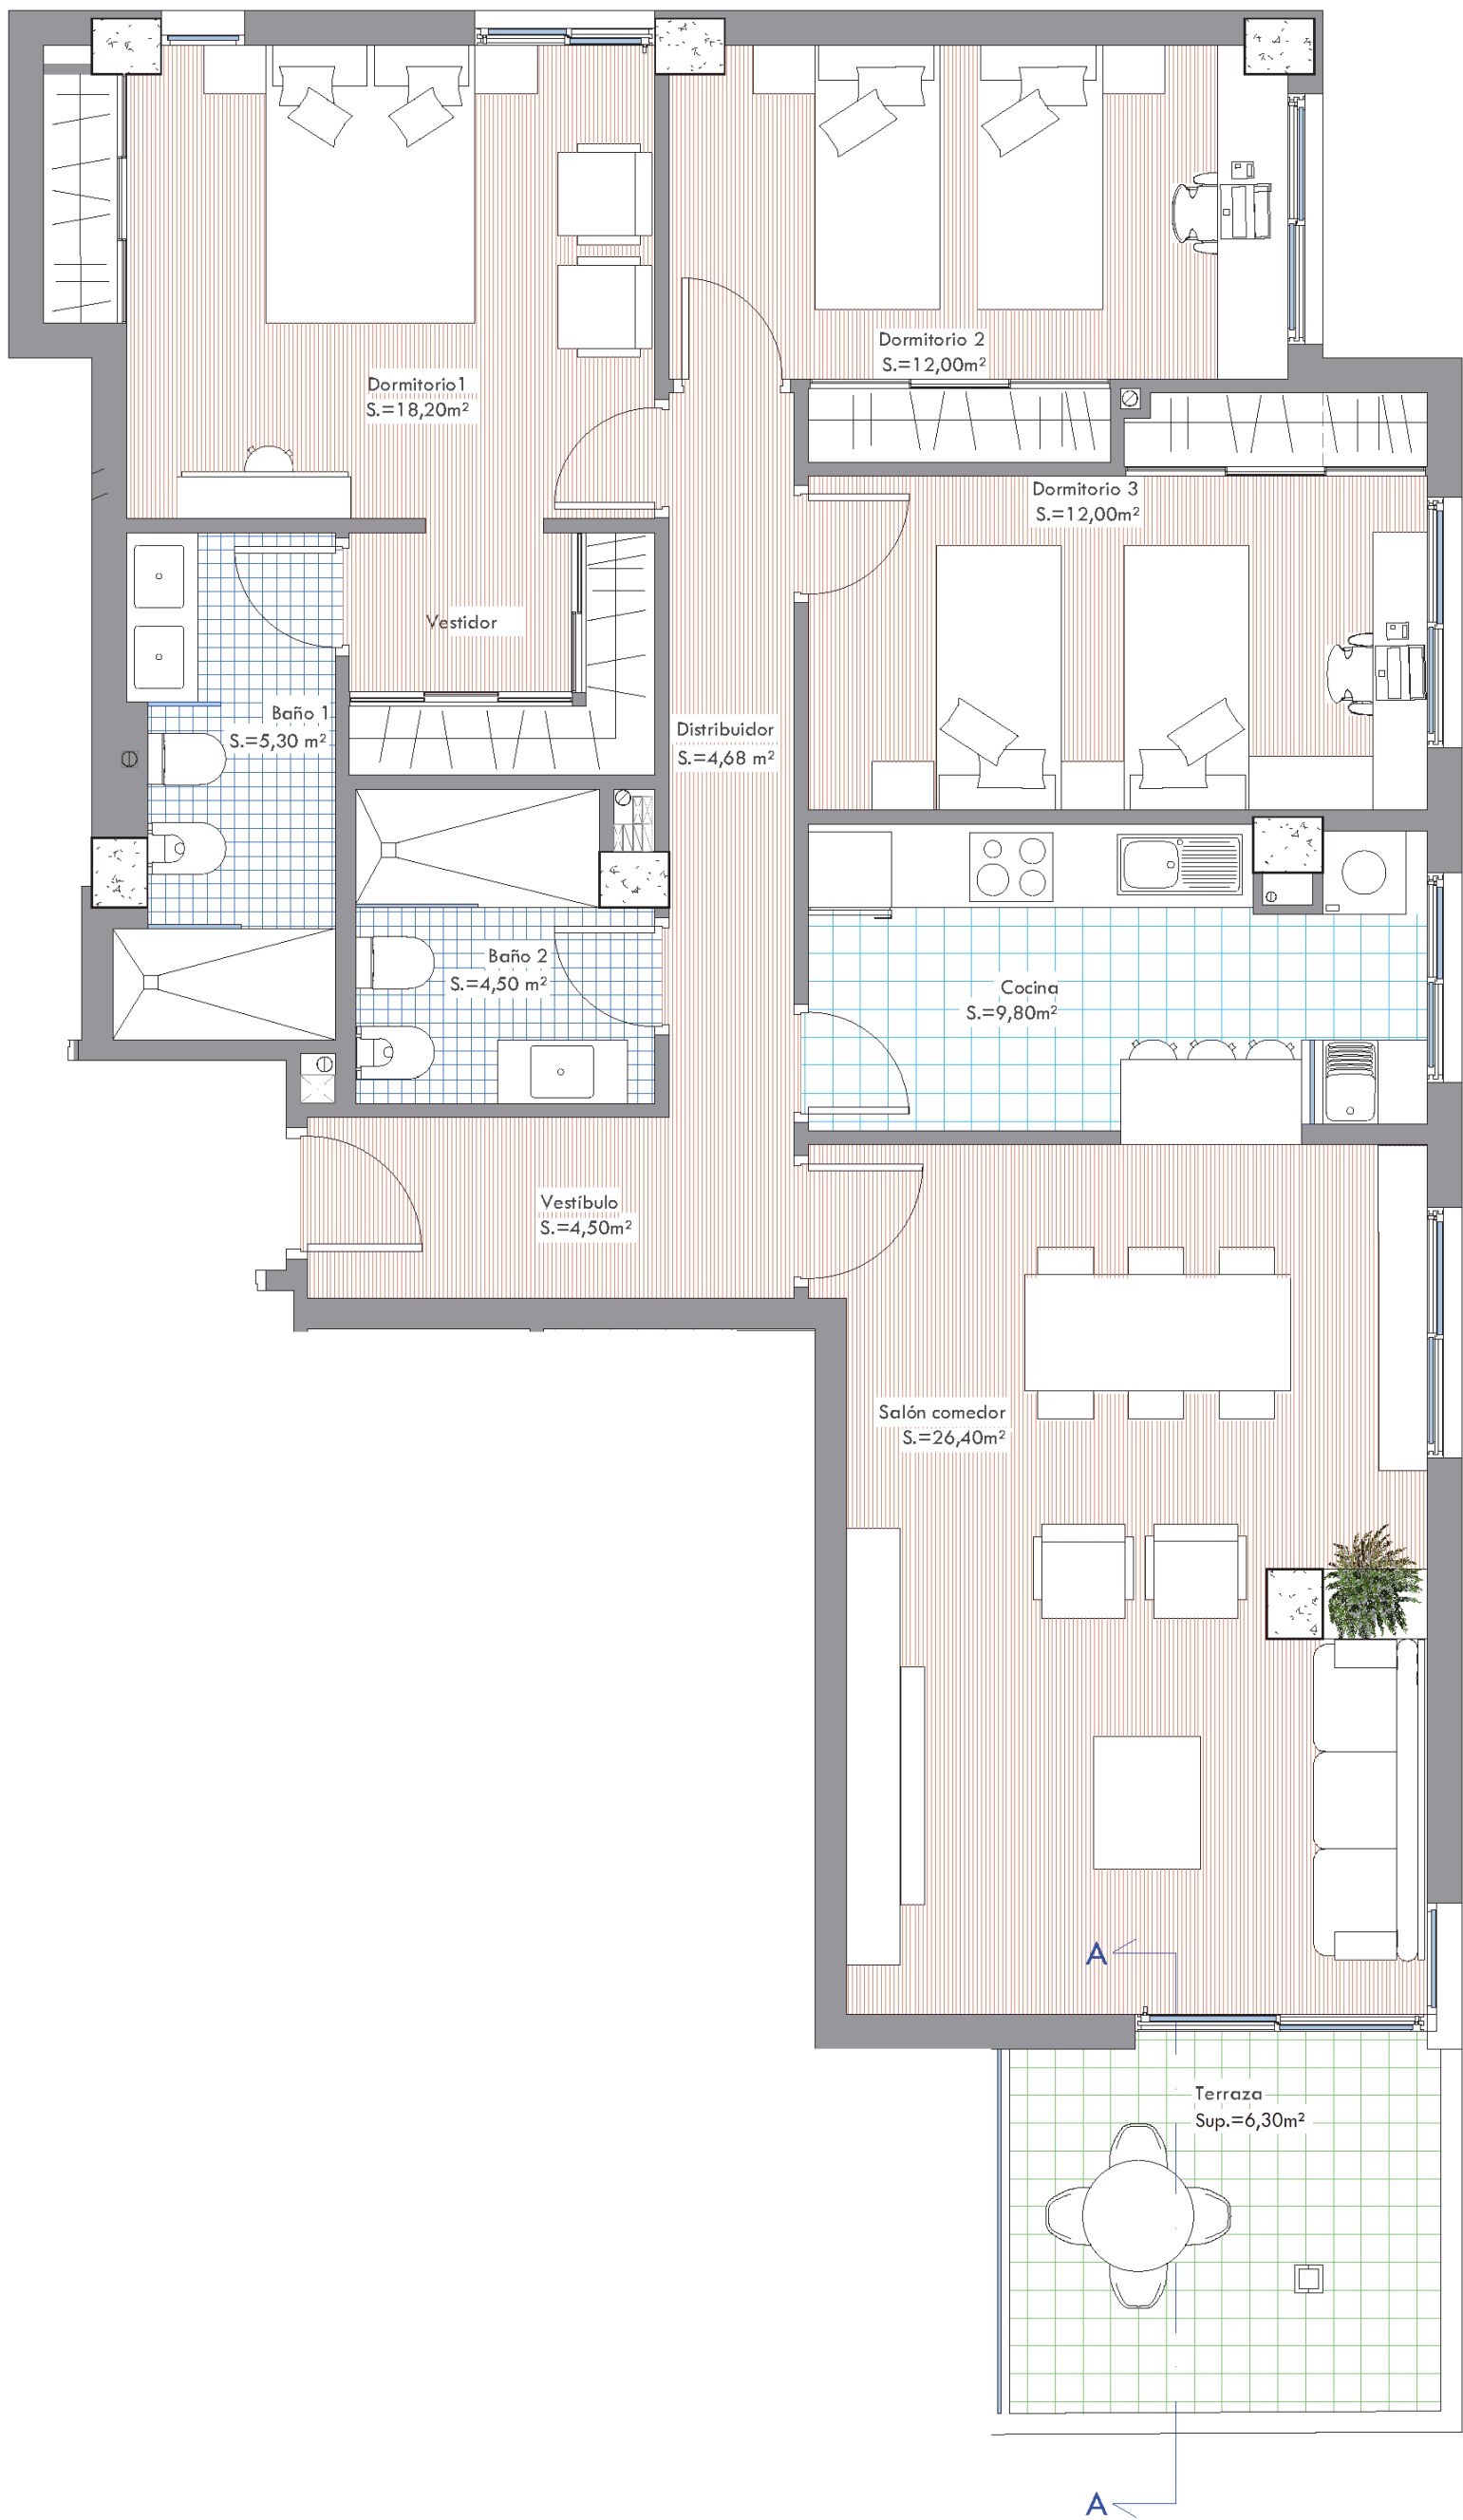 Dormitorio 2
S.=12,00m²
Dormitorio1
S.=18,20m²
Dormitorio 3
S.=12,00m²
Vestidor
Baño 1
S.=5,30 m²
Distribuidor
S.=4,68 m²
Baño 2
S.=4,50 m²
Cocina
S.=9,80m²
Vestíbulo
S.=4,50m²
Salón comedor
S.=26,40m²
A
Terraza
Sup.=6,30m²
A